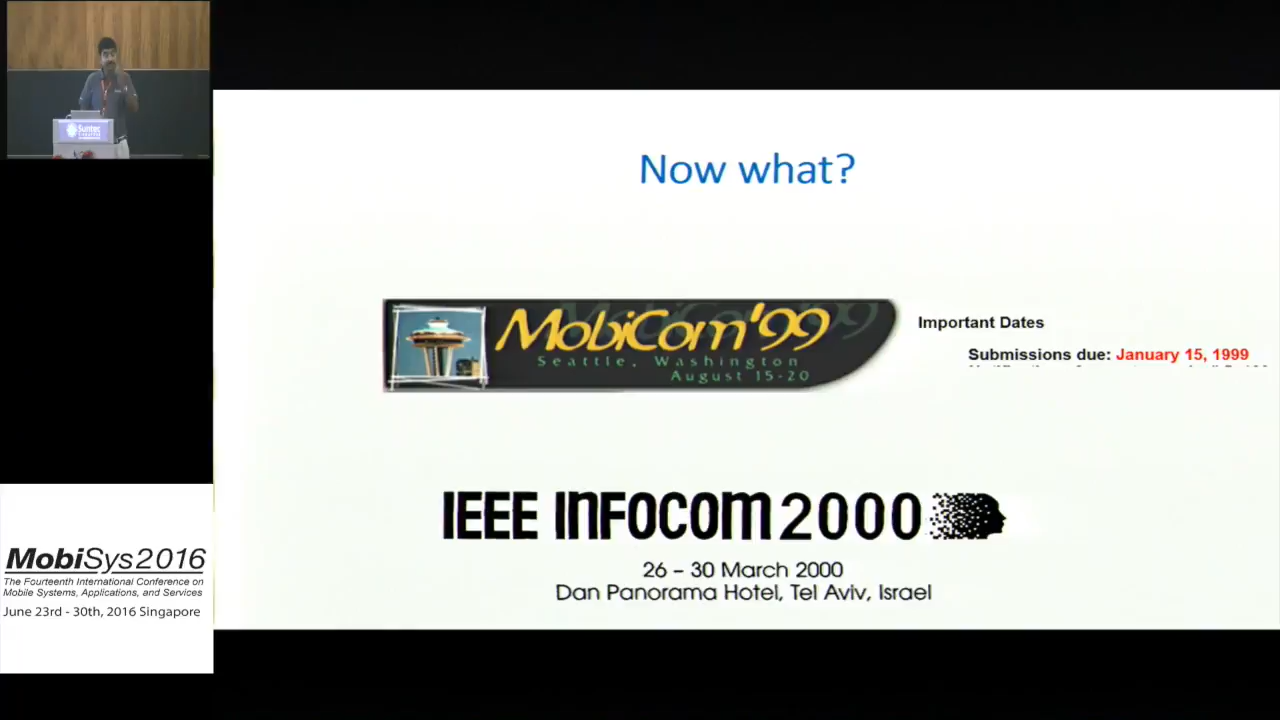 Suntec
Now what?
MobiCom'99
Seattle, Washington
August 15-20
Important Dates
Submissions due: January 15, 1999
IEEE INFOCOM 2000
26 – 30 March 2000
Dan Panorama Hotel, Tel Aviv, Israel
MobiSys2016
The Fourteenth International Conference on
Mobile Systems, Applications, and Services
June 23rd - 30th, 2016 Singapore